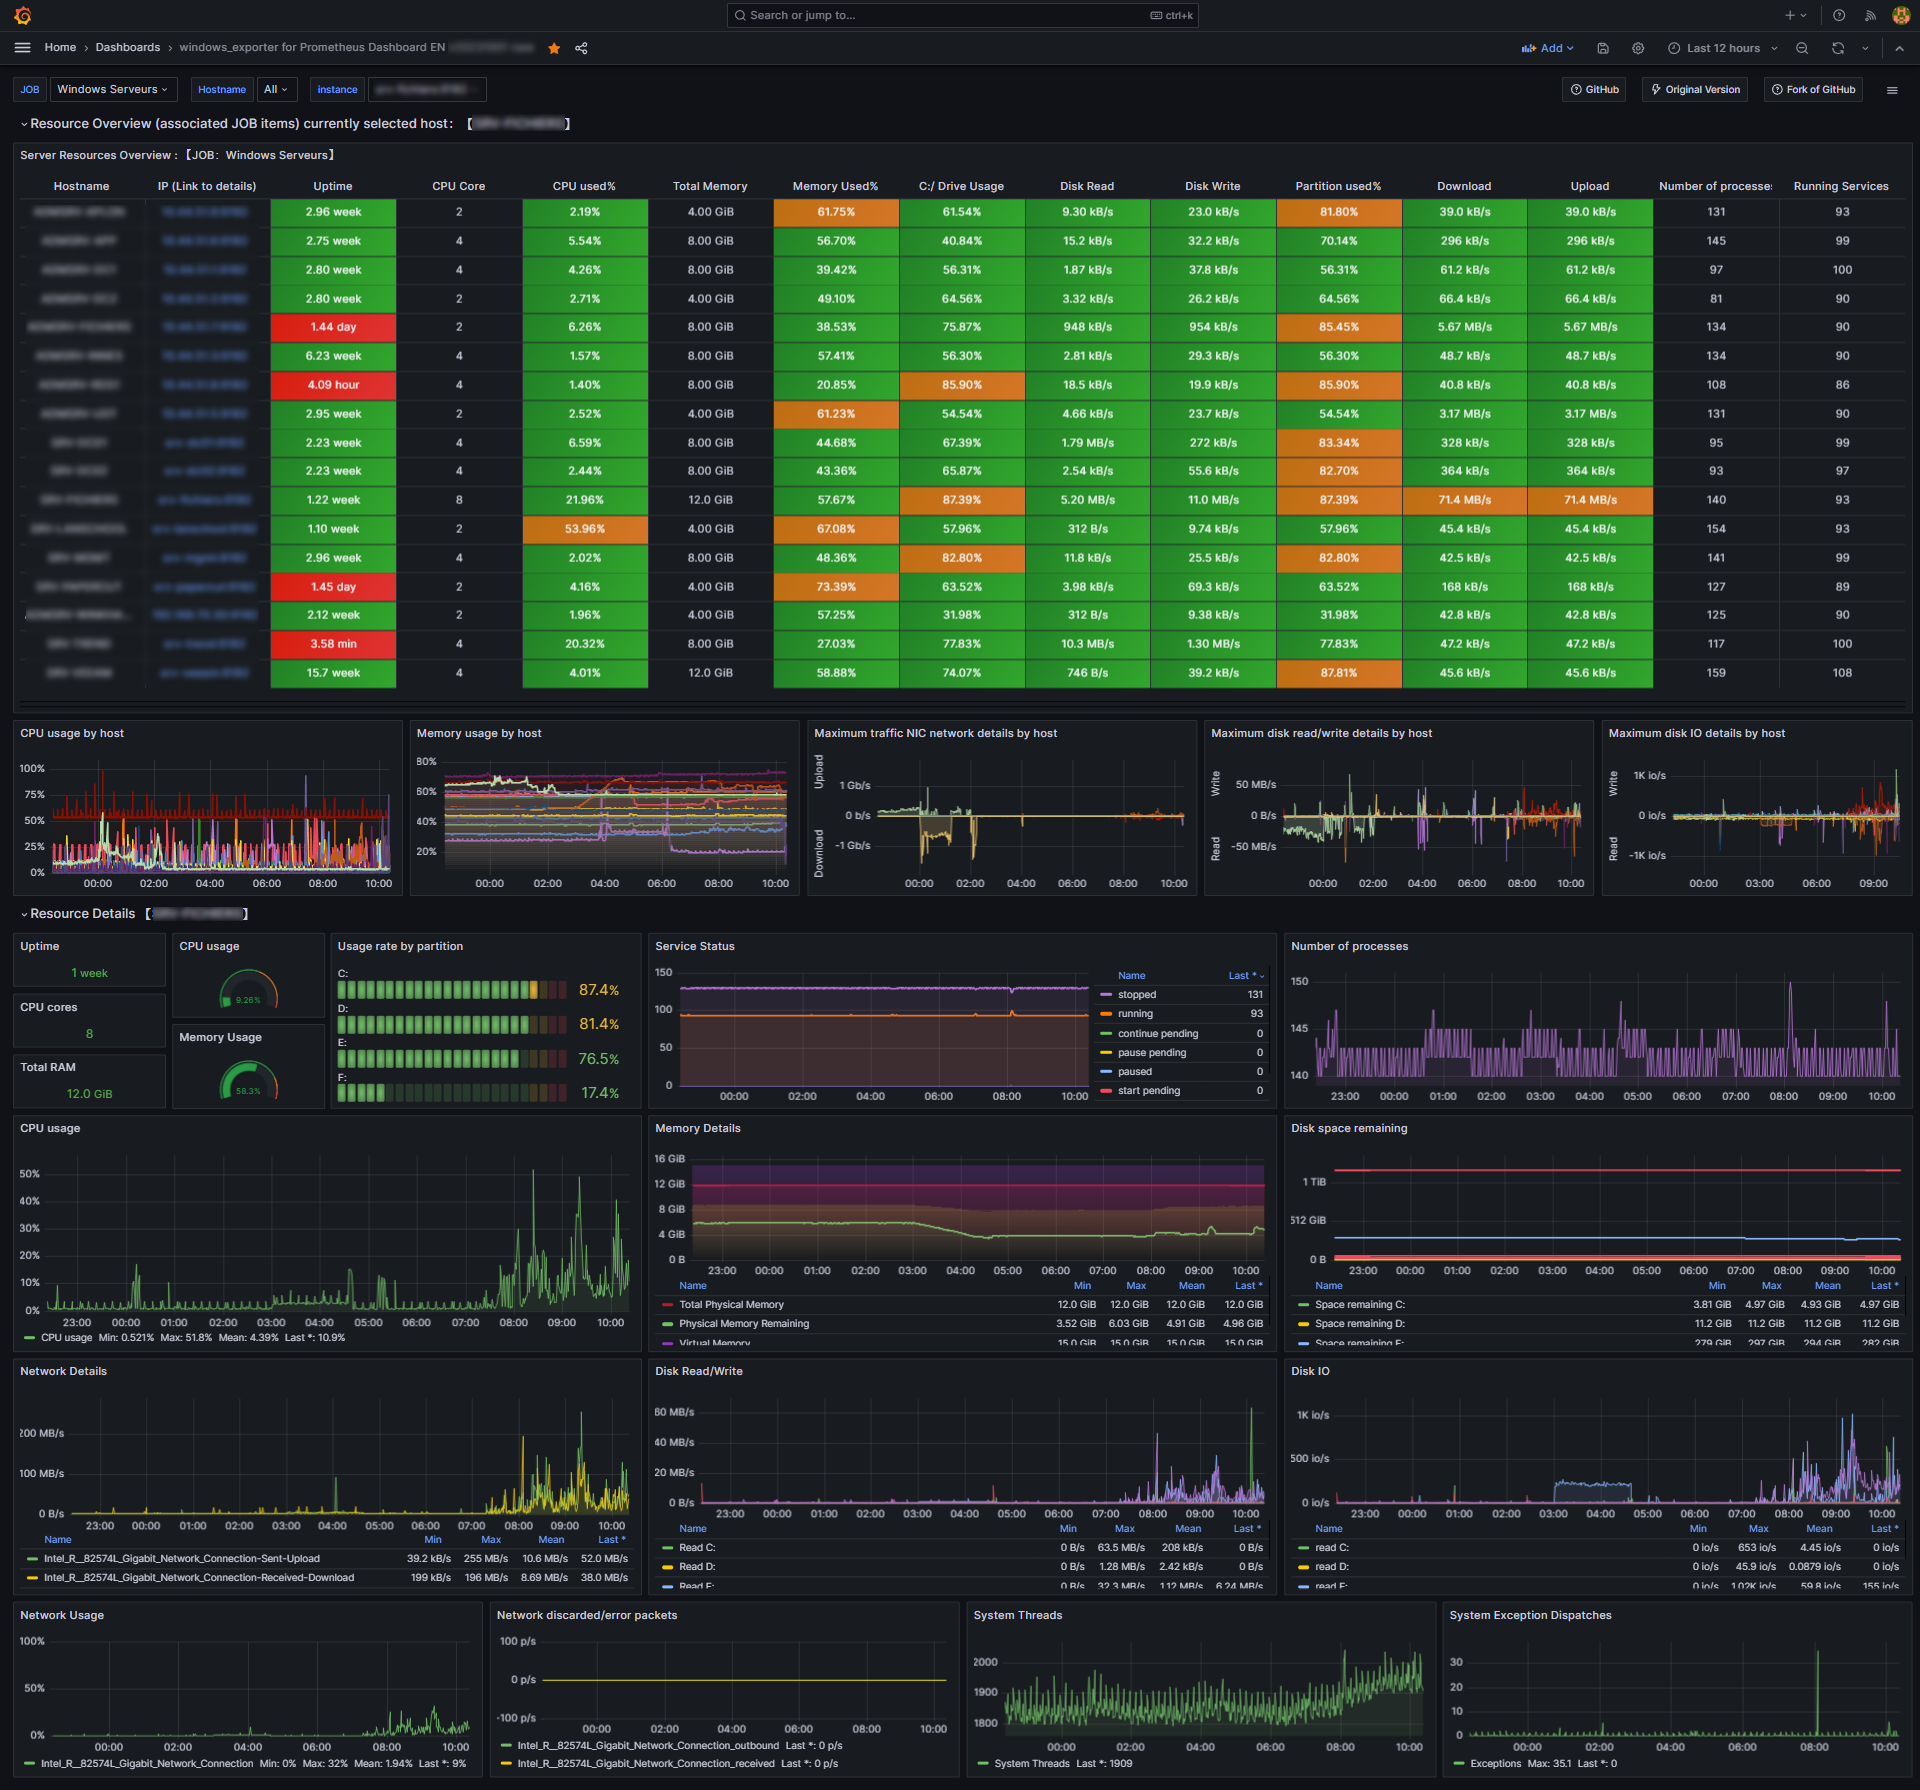 Search or jump to...
ctrl+k
Home › Dashboards › windows_exporter for Prometheus Dashboard EN
Add
Last 12 hours
JOB Windows Serveurs Hostname All instance
GitHub Original Version Fork of GitHub
Resource Overview (associated JOB items) currently selected host: 【 】
Server Resources Overview : 【JOB: Windows Serveurs】
Hostname IP (Link to details) Uptime CPU Core CPU used% Total Memory Memory Used% C:/ Drive Usage Disk Read Disk Write Partition used% Download Upload Number of processes Running Services
2.96 week 2 2.19% 4.00 GiB 61.75% 61.54% 9.30 kB/s 23.0 kB/s 81.80% 39.0 kB/s 39.0 kB/s 131 93
2.75 week 4 5.54% 8.00 GiB 56.70% 40.84% 15.2 kB/s 32.2 kB/s 70.14% 296 kB/s 296 kB/s 145 99
2.80 week 4 4.26% 8.00 GiB 39.42% 56.31% 1.87 kB/s 37.8 kB/s 56.31% 61.2 kB/s 61.2 kB/s 97 100
2.80 week 2 2.71% 4.00 GiB 49.10% 64.56% 3.32 kB/s 26.2 kB/s 64.56% 66.4 kB/s 66.4 kB/s 81 90
1.44 day 2 6.26% 8.00 GiB 38.53% 75.87% 948 kB/s 954 kB/s 85.45% 5.67 MB/s 5.67 MB/s 134 90
6.23 week 4 1.57% 8.00 GiB 57.41% 56.30% 2.81 kB/s 29.3 kB/s 56.30% 48.7 kB/s 48.7 kB/s 134 90
4.09 hour 4 1.40% 8.00 GiB 20.85% 85.90% 18.5 kB/s 19.9 kB/s 85.90% 40.8 kB/s 40.8 kB/s 108 86
2.95 week 2 2.52% 4.00 GiB 61.23% 54.54% 4.66 kB/s 23.7 kB/s 54.54% 3.17 MB/s 3.17 MB/s 131 90
2.23 week 4 6.59% 8.00 GiB 44.68% 67.39% 1.79 MB/s 272 kB/s 83.34% 328 kB/s 328 kB/s 95 99
2.23 week 4 2.44% 8.00 GiB 43.36% 65.87% 2.54 kB/s 55.6 kB/s 82.70% 364 kB/s 364 kB/s 93 97
1.22 week 8 21.96% 12.0 GiB 57.67% 87.39% 5.20 MB/s 11.0 MB/s 87.39% 71.4 MB/s 71.4 MB/s 140 93
1.10 week 2 53.96% 4.00 GiB 67.08% 57.96% 312 B/s 9.74 kB/s 57.96% 45.4 kB/s 45.4 kB/s 154 93
2.96 week 4 2.02% 8.00 GiB 48.36% 82.80% 11.8 kB/s 25.5 kB/s 82.80% 42.5 kB/s 42.5 kB/s 141 99
1.45 day 2 4.16% 4.00 GiB 73.39% 63.52% 3.98 kB/s 69.3 kB/s 63.52% 168 kB/s 168 kB/s 127 89
2.12 week 2 1.96% 4.00 GiB 57.25% 31.98% 312 B/s 9.38 kB/s 31.98% 42.8 kB/s 42.8 kB/s 125 90
3.58 min 4 20.32% 8.00 GiB 27.03% 77.83% 10.3 MB/s 1.30 MB/s 77.83% 47.2 kB/s 47.2 kB/s 117 100
15.7 week 4 4.01% 12.0 GiB 58.88% 74.07% 746 B/s 39.2 kB/s 87.81% 45.6 kB/s 45.6 kB/s 159 108
CPU usage by host
100%
75%
50%
25%
0%
00:00 02:00 04:00 06:00 08:00 10:00
Memory usage by host
80%
60%
40%
20%
00:00 02:00 04:00 06:00 08:00 10:00
Maximum traffic NIC network details by host
Upload
Download
1 Gb/s
0 b/s
-1 Gb/s
00:00 02:00 04:00 06:00 08:00 10:00
Maximum disk read/write details by host
Write
Read
50 MB/s
0 B/s
-50 MB/s
00:00 02:00 04:00 06:00 08:00 10:00
Maximum disk IO details by host
Write
Read
1K io/s
0 io/s
-1K io/s
00:00 03:00 06:00 09:00
Resource Details 【 】
Uptime
1 week
CPU cores
8
Total RAM
12.0 GiB
CPU usage
9.26%
Memory Usage
58.3%
Usage rate by partition
C:
87.4%
D:
81.4%
E:
76.5%
F:
17.4%
Service Status
150
100
50
0
00:00 02:00 04:00 06:00 08:00 10:00
Name Last *
stopped 131
running 93
continue pending 0
pause pending 0
paused 0
start pending 0
Number of processes
150
145
140
23:00 00:00 01:00 02:00 03:00 04:00 05:00 06:00 07:00 08:00 09:00 10:00
CPU usage
50%
40%
30%
20%
10%
0%
23:00 00:00 01:00 02:00 03:00 04:00 05:00 06:00 07:00 08:00 09:00 10:00
CPU usage Min: 0.521% Max: 51.8% Mean: 4.39% Last *: 10.9%
Memory Details
16 GiB
12 GiB
8 GiB
4 GiB
0 B
23:00 00:00 01:00 02:00 03:00 04:00 05:00 06:00 07:00 08:00 09:00 10:00
Name Min Max Mean Last *
Total Physical Memory 12.0 GiB 12.0 GiB 12.0 GiB 12.0 GiB
Physical Memory Remaining 3.52 GiB 6.03 GiB 4.91 GiB 4.96 GiB
Virtual Memory 15.0 GiB 15.0 GiB 15.0 GiB 15.0 GiB
Disk space remaining
1 TiB
512 GiB
0 B
23:00 00:00 01:00 02:00 03:00 04:00 05:00 06:00 07:00 08:00 09:00 10:00
Name Min Max Mean Last *
Space remaining C: 3.81 GiB 4.97 GiB 4.93 GiB 4.97 GiB
Space remaining D: 11.2 GiB 11.2 GiB 11.2 GiB 11.2 GiB
Space remaining E: 279 GiB 297 GiB 294 GiB 282 GiB
Network Details
200 MB/s
100 MB/s
0 B/s
23:00 00:00 01:00 02:00 03:00 04:00 05:00 06:00 07:00 08:00 09:00 10:00
Name Min Max Mean Last *
Intel_R__82574L_Gigabit_Network_Connection-Sent-Upload 39.2 kB/s 255 MB/s 10.6 MB/s 52.0 MB/s
Intel_R__82574L_Gigabit_Network_Connection-Received-Download 199 kB/s 196 MB/s 8.69 MB/s 38.0 MB/s
Disk Read/Write
60 MB/s
40 MB/s
20 MB/s
0 B/s
23:00 00:00 01:00 02:00 03:00 04:00 05:00 06:00 07:00 08:00 09:00 10:00
Name Min Max Mean Last *
Read C: 0 B/s 63.5 MB/s 208 kB/s 0 B/s
Read D: 0 B/s 1.28 MB/s 2.42 kB/s 0 B/s
Read E: 0 B/s 32.3 MB/s 1.12 MB/s 6.24 MB/s
Disk IO
1K io/s
500 io/s
0 io/s
23:00 00:00 01:00 02:00 03:00 04:00 05:00 06:00 07:00 08:00 09:00 10:00
Name Min Max Mean Last *
read C: 0 io/s 653 io/s 4.45 io/s 0 io/s
read D: 0 io/s 45.9 io/s 0.0879 io/s 0 io/s
read E: 0 io/s 1.02K io/s 59.8 io/s 155 io/s
Network Usage
100%
50%
0%
00:00 02:00 04:00 06:00 08:00 10:00
Intel_R__82574L_Gigabit_Network_Connection Min: 0% Max: 32% Mean: 1.94% Last *: 9%
Network discarded/error packets
100 p/s
0 p/s
-100 p/s
00:00 02:00 04:00 06:00 08:00 10:00
Intel_R__82574L_Gigabit_Network_Connection_outbound Last *: 0 p/s
Intel_R__82574L_Gigabit_Network_Connection_received Last *: 0 p/s
System Threads
2000
1900
1800
00:00 02:00 04:00 06:00 08:00 10:00
System Threads Last *: 1909
System Exception Dispatches
30
20
10
0
00:00 02:00 04:00 06:00 08:00 10:00
Exceptions Max: 35.1 Last *: 0